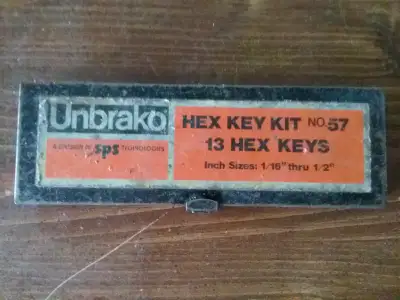 Unbrako
A DIVISION OF SPS TECHNOLOGIES
HEX KEY KIT NO. 57
13 HEX KEYS
Inch Sizes: 1/16" thru 1/2"